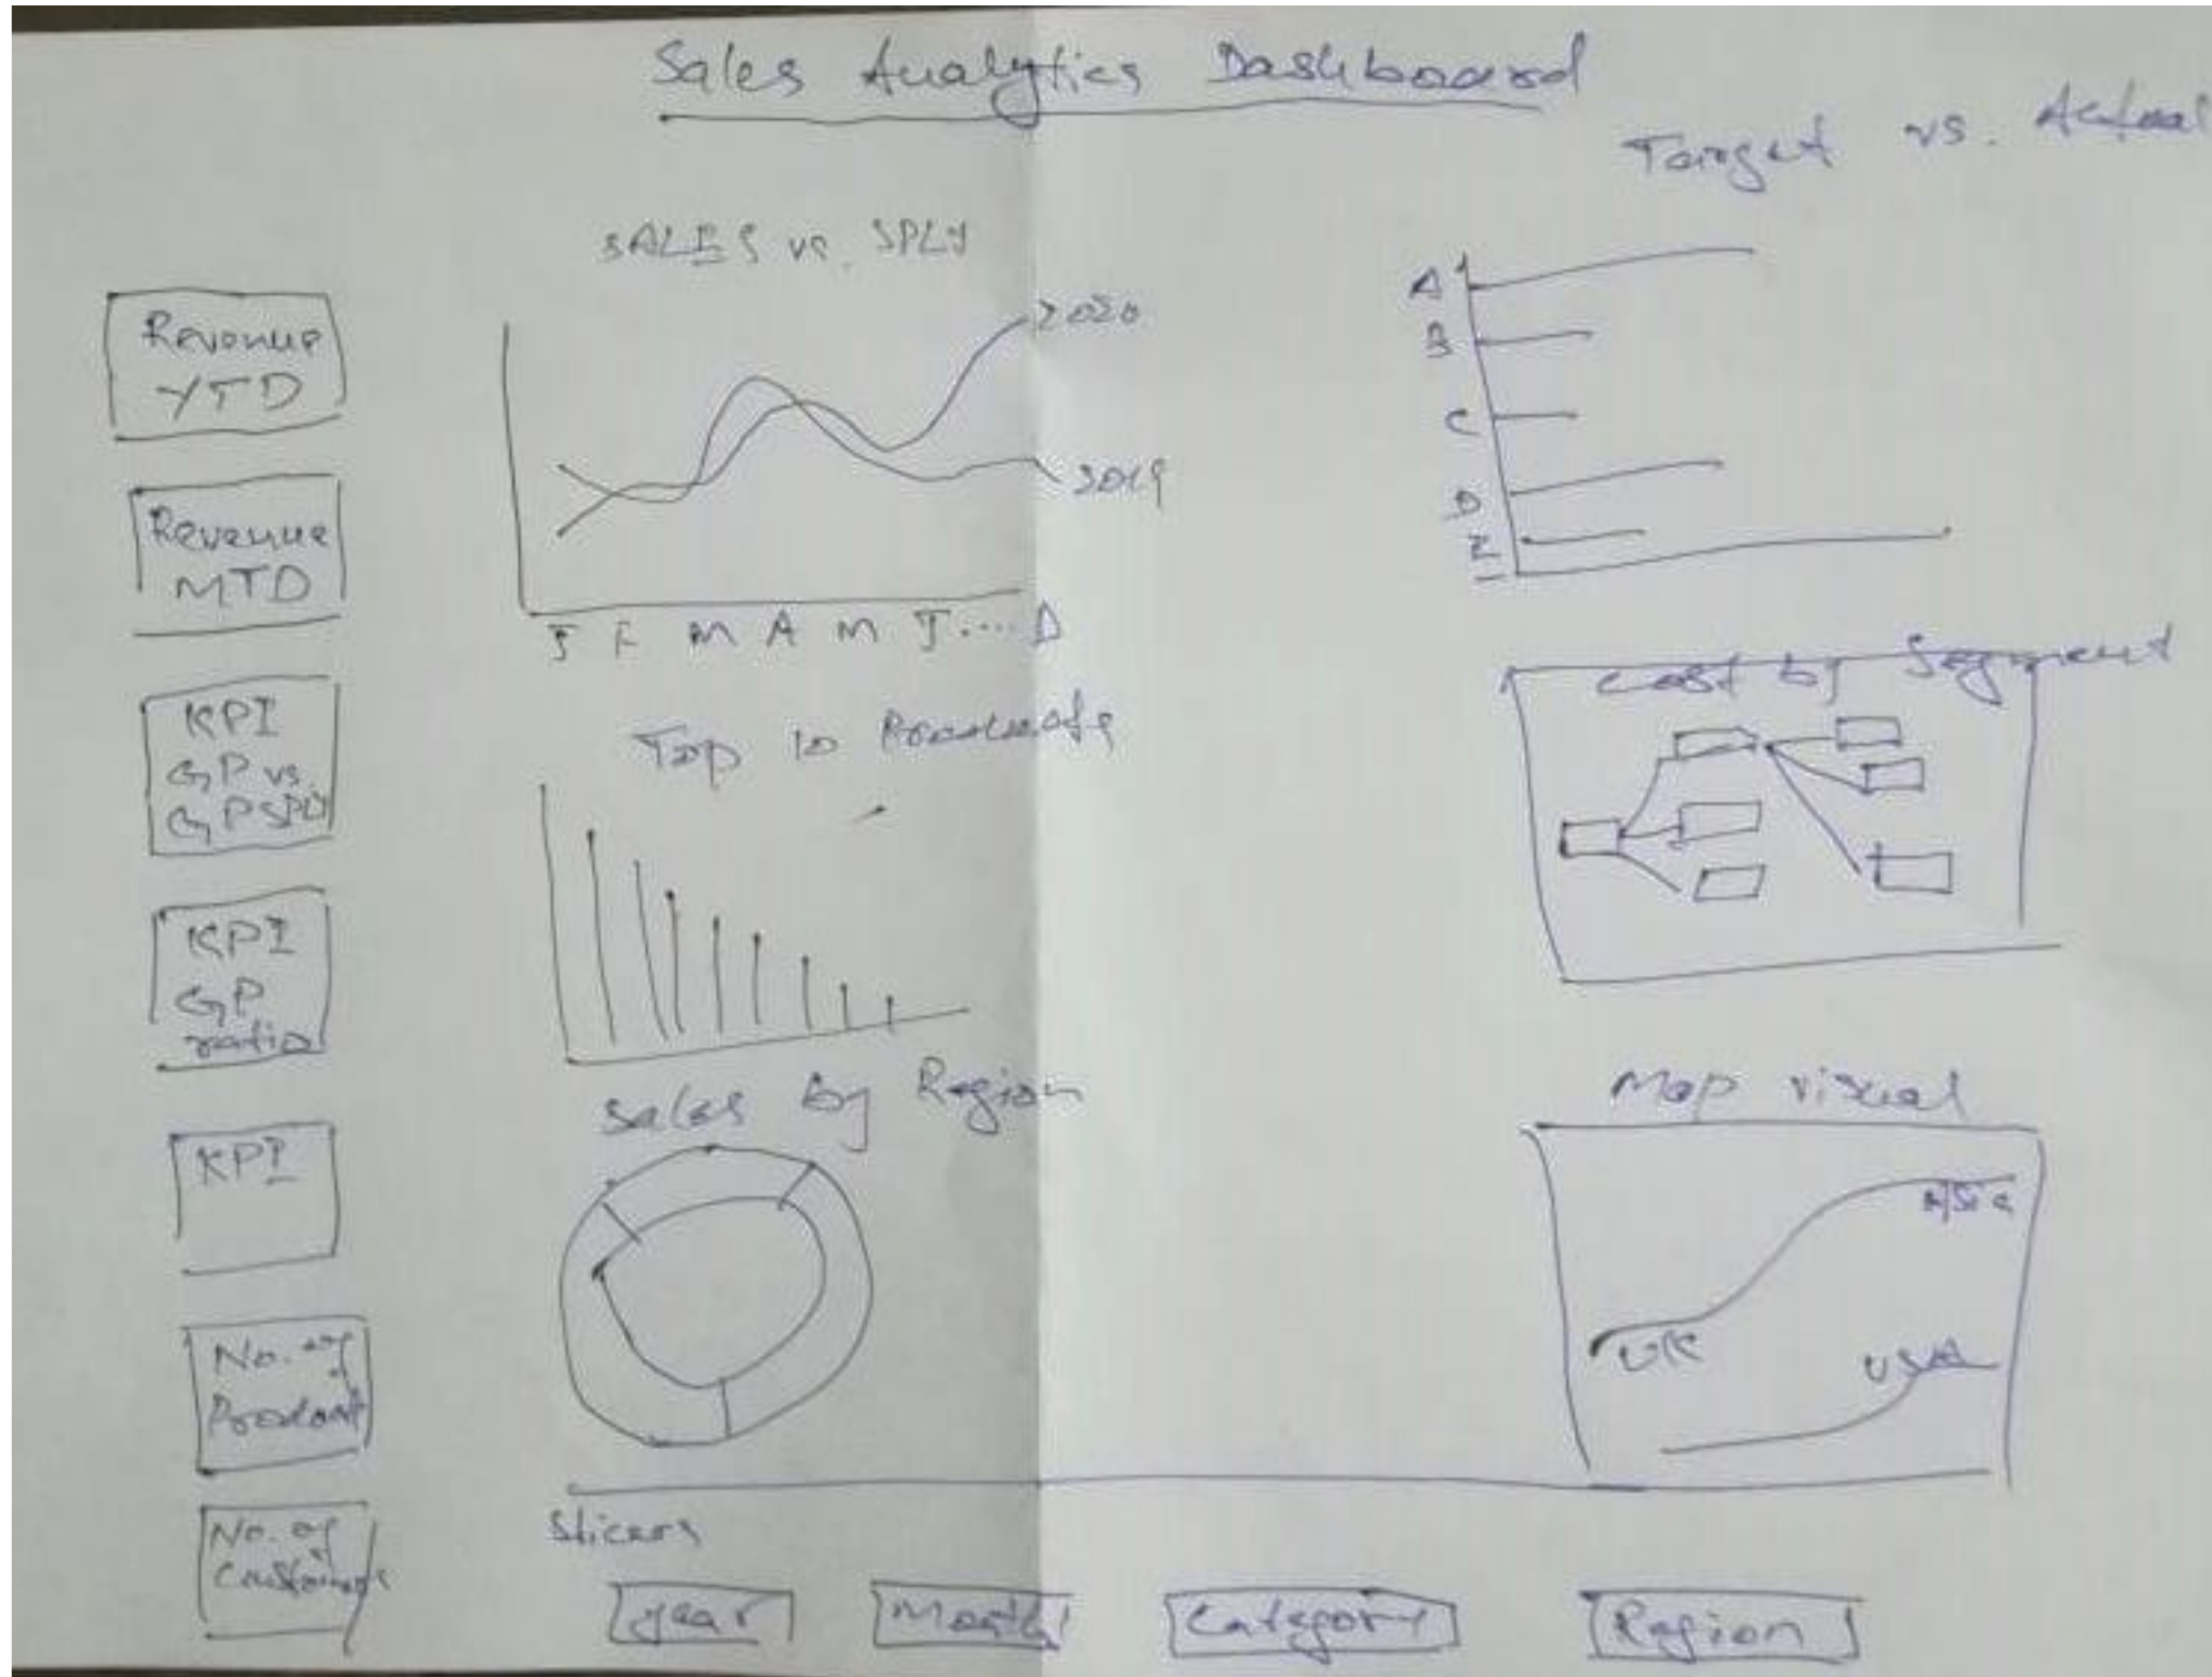 Sales Analytics Dashboard
Target vs. Actual
SALES vs. SPLY
Revenue
YTD
2020
2019
J F M A M J .... D
A
B
C
D
E
Revenue
MTD
KPI
GP vs.
GPSPLY
Top 10 Products
Cost by Segment
KPI
GP
ratio
Sales by Region
Map visual
KPI
Asia
UK
USA
No. of
Product
No. of
Customers
Slicers
Year
Month
Category
Region